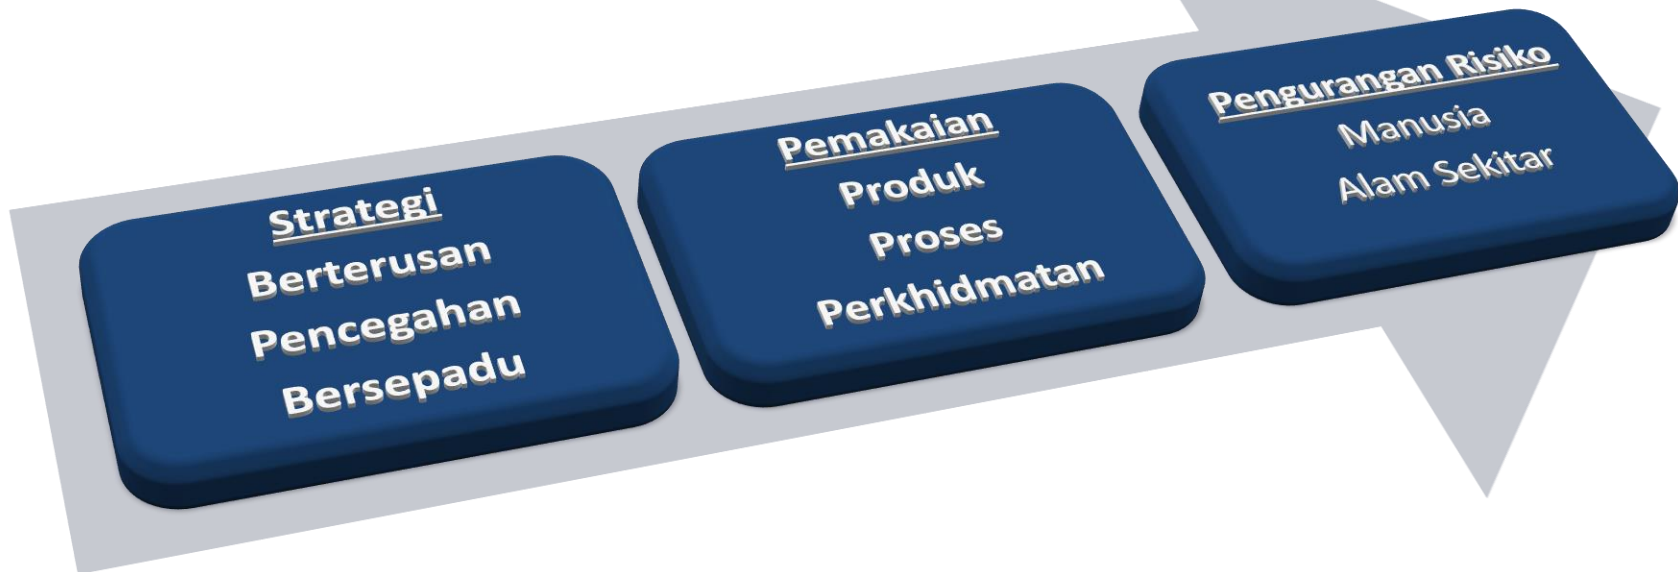 Strategi
Berterusan
Pencegahan
Bersepadu
Pemakaian
Produk
Proses
Perkhidmatan
Pengurangan Risiko
Manusia
Alam Sekitar